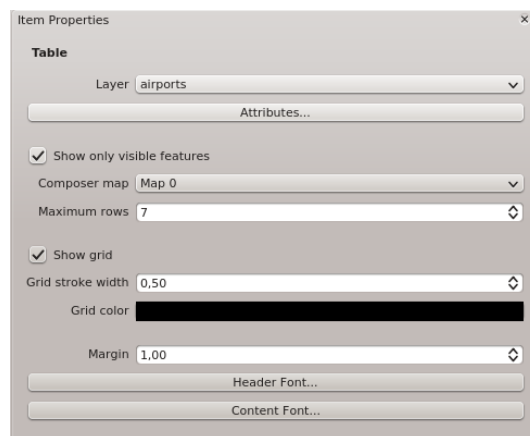 Item Properties
Table
Layer airports
Attributes...
Show only visible features
Composer map Map 0
Maximum rows 7
Show grid
Grid stroke width 0,50
Grid color
Margin 1,00
Header Font...
Content Font...